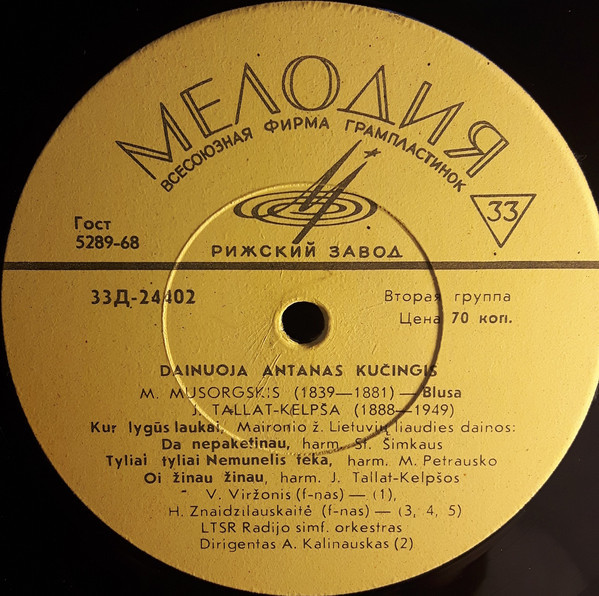 МЕЛОДИЯ
ВСЕСОЮЗНАЯ ФИРМА ГРАМПЛАСТИНОК
33
Гост
5289-68
РИЖСКИЙ ЗАВОД
33Д-24402
Вторая группа
Цена 70 коп.
DAINUOJA ANTANAS KUČINGIS
M. MUSORGSKIS (1839—1881) — Blusa
J. TALLAT-KELPŠA (1888—1949)
Kur lygūs laukai, Maironio ž. Lietuvių liaudies dainos:
Da nepaketinau, harm. St. Šimkaus
Tyliai tyliai Nemunelis teka, harm. M. Petrausko
Oi žinau žinau, harm. J. Tallat-Kelpšos
V. Viržonis (f-nas) — (1),
H. Znaidzilauskaitė (f-nas) — (3, 4, 5)
LTSR Radijo simf. orkestras
Dirigentas A. Kalinauskas (2)